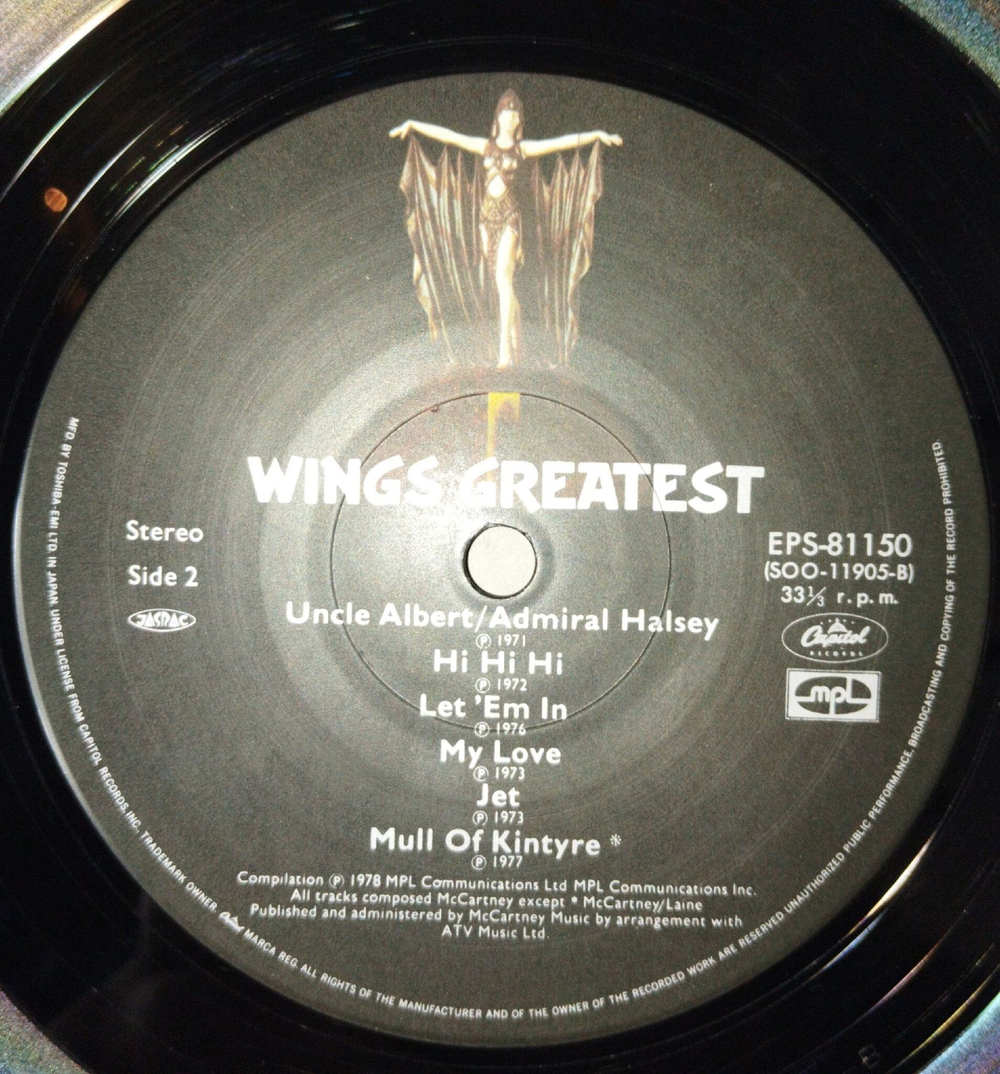 WINGS GREATEST
Stereo
Side 2
JASRAC
EPS-81150
(SOO-11905-B)
33⅓ r.p.m.
Capitol
RECORDS
mpl
Uncle Albert/Admiral Halsey
℗ 1971
Hi Hi Hi
℗ 1972
Let 'Em In
℗ 1976
My Love
℗ 1973
Jet
℗ 1973
Mull Of Kintyre *
℗ 1977
Compilation ℗ 1978 MPL Communications Ltd MPL Communications Inc.
All tracks composed McCartney except * McCartney/Laine
Published and administered by McCartney Music by arrangement with
ATV Music Ltd.
MFD. BY TOSHIBA-EMI LTD. IN JAPAN. UNDER LICENSE FROM CAPITOL RECORDS, INC. TRADEMARK OWNER Capitol MARCA REG ALL RIGHTS OF THE MANUFACTURER AND OF THE OWNER OF THE RECORDED WORK ARE RESERVED UNAUTHORIZED PUBLIC PERFORMANCE, BROADCASTING AND COPYING OF THE RECORD PROHIBITED.